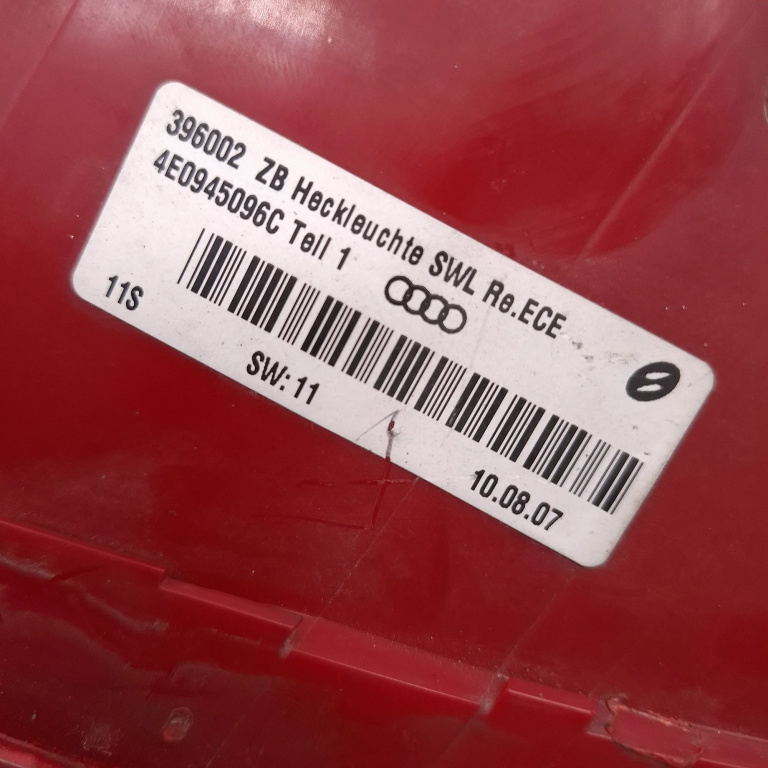 396002 ZB Heckleuchte SWL Re.ECE
4E0945096C Teil 1
11S
SW: 11
10.08.07